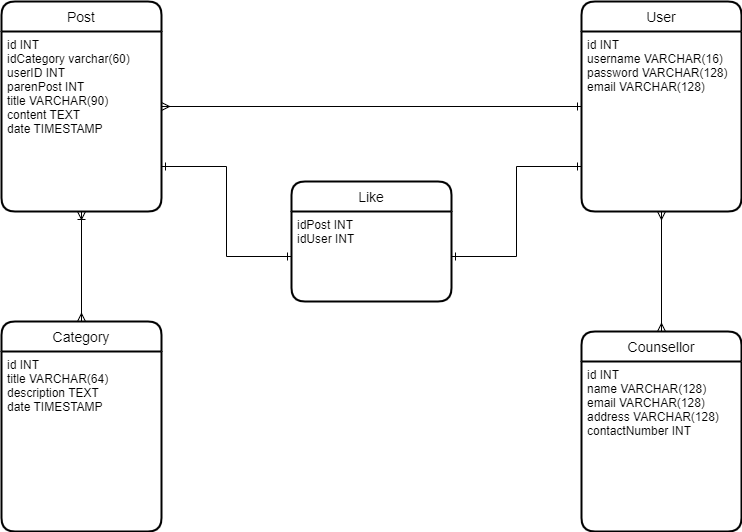 Post
id INT
idCategory varchar(60)
userID INT
parenPost INT
title VARCHAR(90)
content TEXT
date TIMESTAMP
User
id INT
username VARCHAR(16)
password VARCHAR(128)
email VARCHAR(128)
Like
idPost INT
idUser INT
Category
id INT
title VARCHAR(64)
description TEXT
date TIMESTAMP
Counsellor
id INT
name VARCHAR(128)
email VARCHAR(128)
address VARCHAR(128)
contactNumber INT